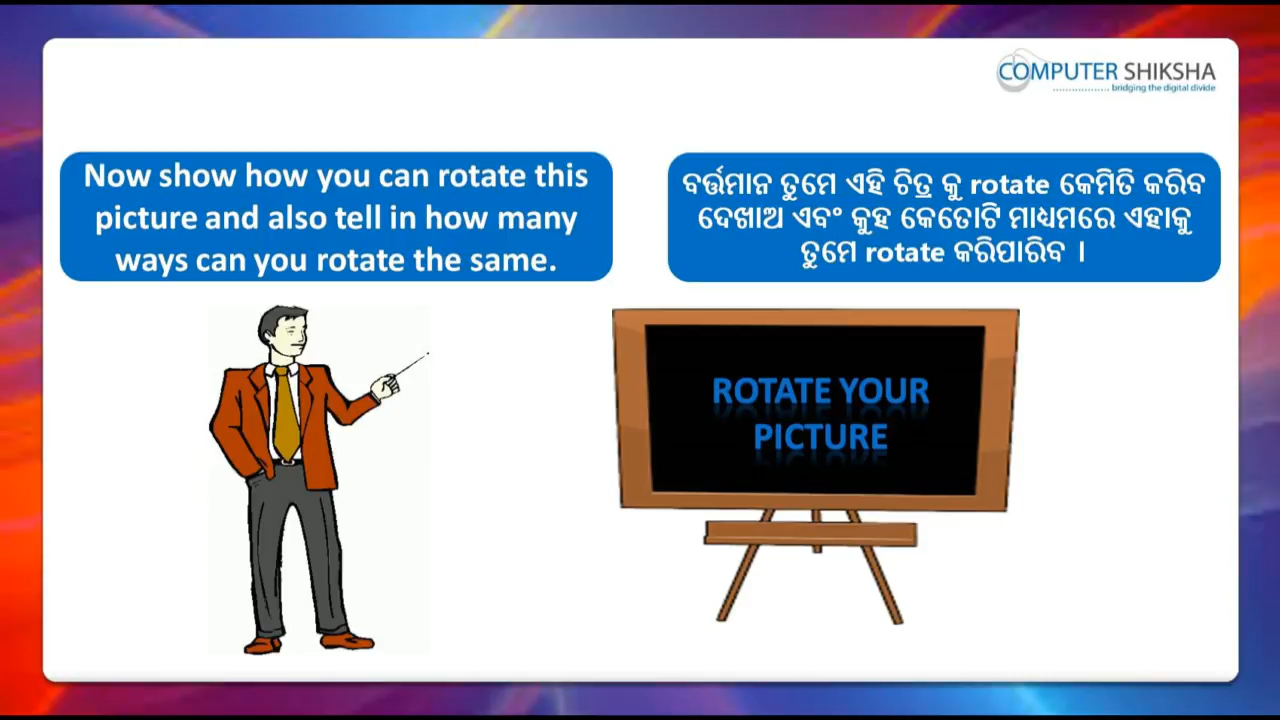 COMPUTER SHIKSHA
bridging the digital divide
Now show how you can rotate this
picture and also tell in how many
ways can you rotate the same.
ବର୍ତ୍ତମାନ ତୁମେ ଏହି ଚିତ୍ର କୁ rotate କେମିତି କରିବ
ଦେଖାଅ ଏବଂ କୁହ କେତୋଟି ମାଧ୍ୟମରେ ଏହାକୁ
ତୁମେ rotate କରିପାରିବ ।
ROTATE YOUR
PICTURE